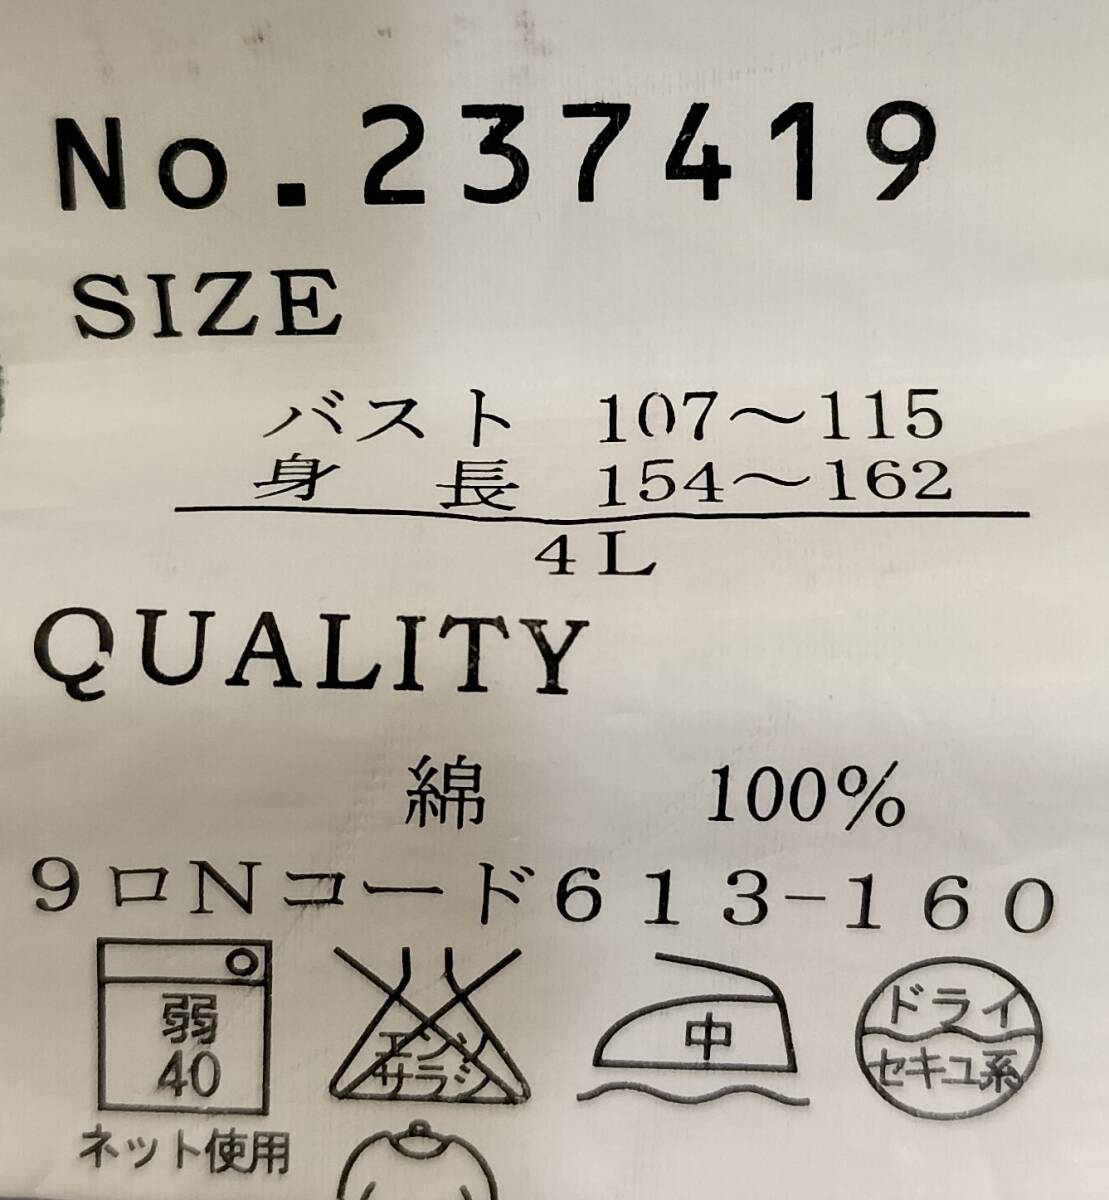 No.237419
SIZE
バスト 107～115
身長 154～162
4L
QUALITY
綿 100%
9ロNコード613-160
弱
40
エンソ
サラシ
中
ドライ
セキユ系
ネット使用